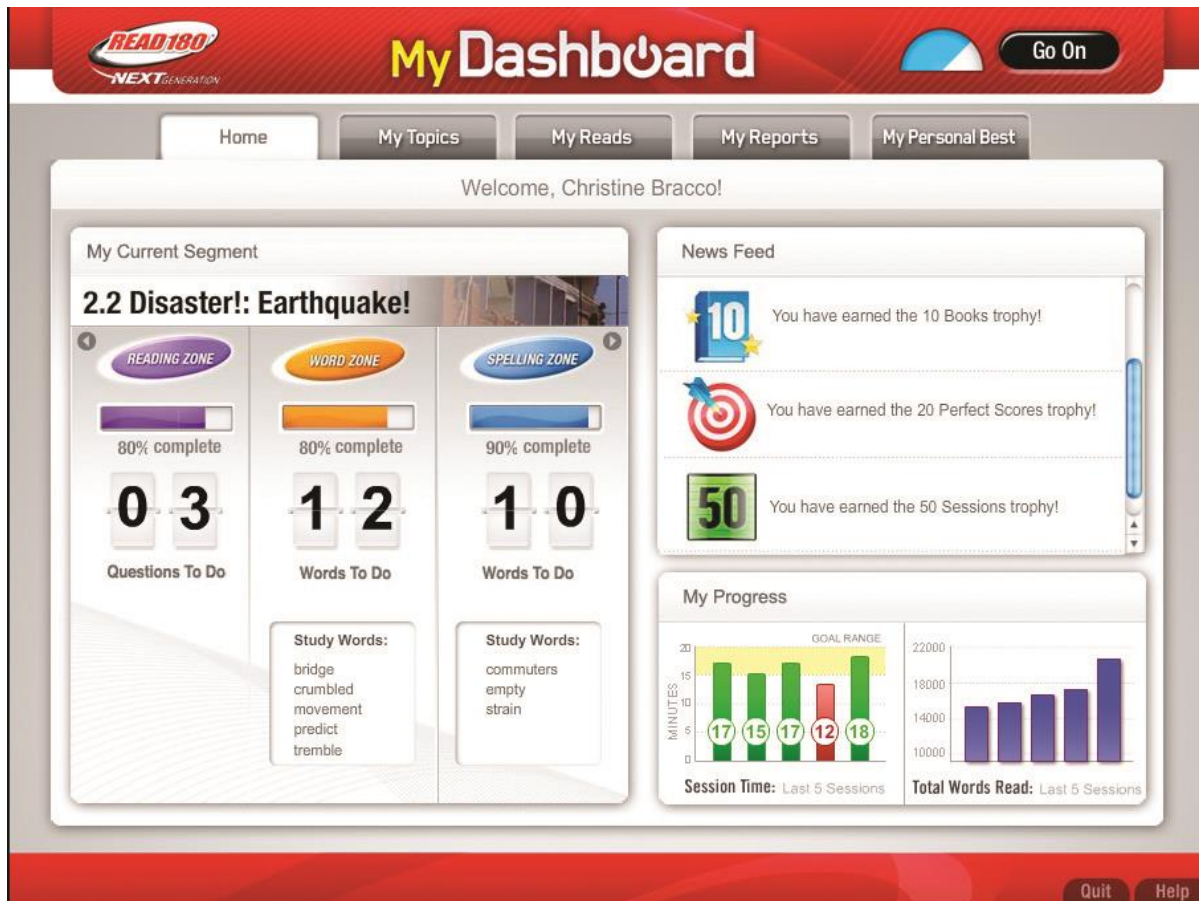 READ 180
NEXT GENERATION
My Dashboard
Go On
Home
My Topics
My Reads
My Reports
My Personal Best
Welcome, Christine Bracco!
My Current Segment
2.2 Disaster!: Earthquake!
READING ZONE
80% complete
03
Questions To Do
WORD ZONE
80% complete
12
Words To Do
Study Words:
bridge
crumbled
movement
predict
tremble
SPELLING ZONE
90% complete
10
Words To Do
Study Words:
commuters
empty
strain
News Feed
10
You have earned the 10 Books trophy!
You have earned the 20 Perfect Scores trophy!
50
You have earned the 50 Sessions trophy!
My Progress
GOAL RANGE
MINUTES
20
15
10
5
0
17 15 17 12 18
Session Time: Last 5 Sessions
22000
18000
14000
10000
Total Words Read: Last 5 Sessions
Quit
Help